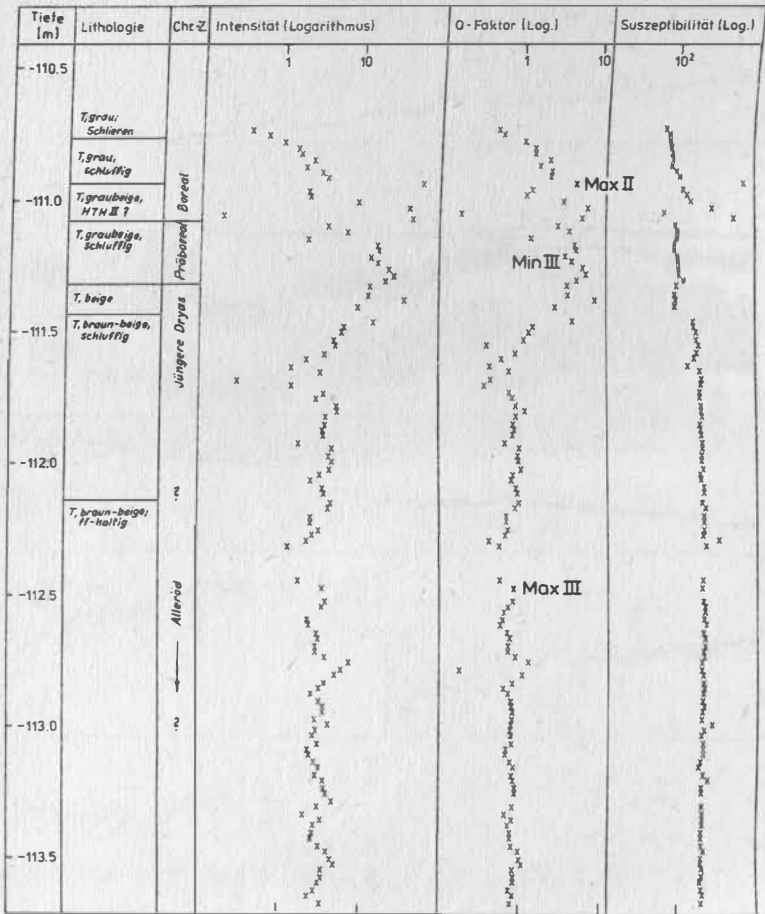 Tiefe [m] Lithologie Chr.-Z. Intensität (Logarithmus) Q-Faktor (Log.) Suszeptibilität (Log.)
1 10 1 10 10²
-110.5
T, grau;
Schlieren
T, grau,
schluffig
-111.0
T, graubeige,
HTM II ?
T, graubeige,
schluffig
T, beige
-111.5
T, braun-beige,
schluffig
-112.0
T, braun-beige;
ff-haltig
-112.5
-113.0
-113.5
Boreal
Präboreal
Jüngere Dryas
?
Alleröd
?
Max II
Min III
Max III